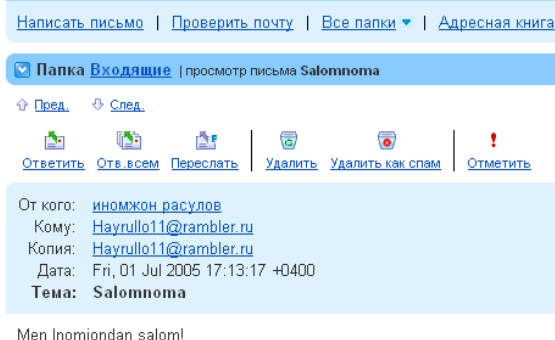 Написать письмо | Проверить почту | Все папки ▼ | Адресная книга
Папка Входящие | просмотр письма Salomnoma
Пред. След.
Ответить Отв.всем Переслать Удалить Удалить как спам Отметить
От кого: иномжон расулов
Кому: Hayrullo11@rambler.ru
Копия: Hayrullo11@rambler.ru
Дата: Fri, 01 Jul 2005 17:13:17 +0400
Тема: Salomnoma
Men Inomjondan salom!